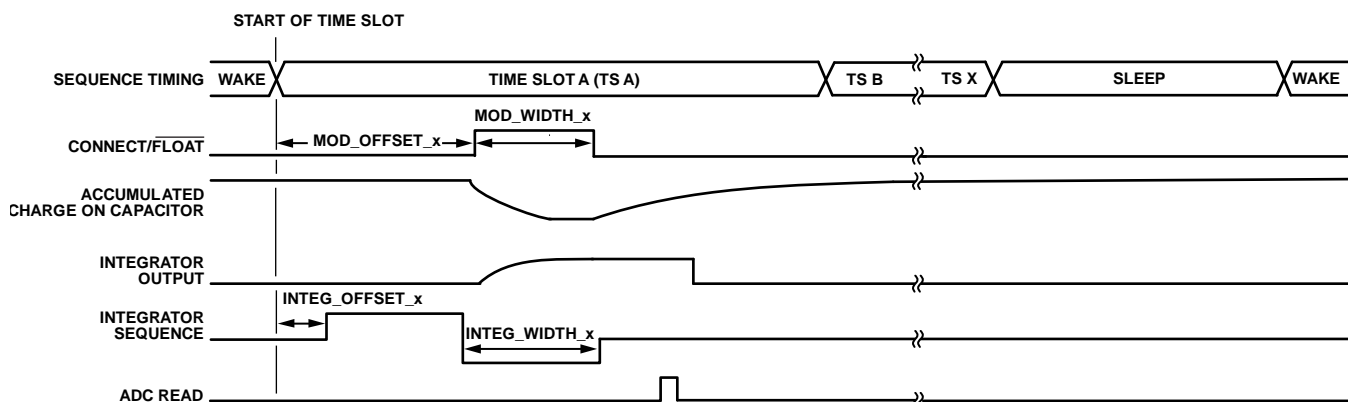 START OF TIME SLOT
SEQUENCE TIMING
WAKE
TIME SLOT A (TS A)
TS B
TS X
SLEEP
WAKE
MOD_WIDTH_x
CONNECT/FLOAT
MOD_OFFSET_x
ACCUMULATED
CHARGE ON CAPACITOR
INTEGRATOR
OUTPUT
INTEG_OFFSET_x
INTEGRATOR
SEQUENCE
INTEG_WIDTH_x
ADC READ